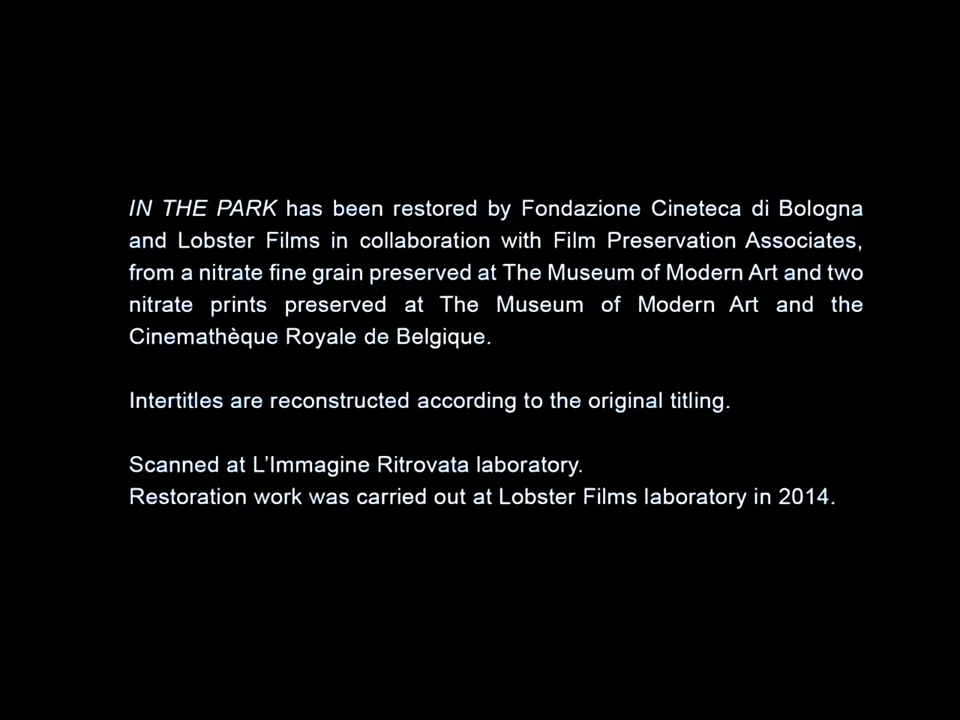 IN THE PARK has been restored by Fondazione Cineteca di Bologna
and Lobster Films in collaboration with Film Preservation Associates,
from a nitrate fine grain preserved at The Museum of Modern Art and two
nitrate prints preserved at The Museum of Modern Art and the
Cinemathèque Royale de Belgique.
Intertitles are reconstructed according to the original titling.
Scanned at L’Immagine Ritrovata laboratory.
Restoration work was carried out at Lobster Films laboratory in 2014.